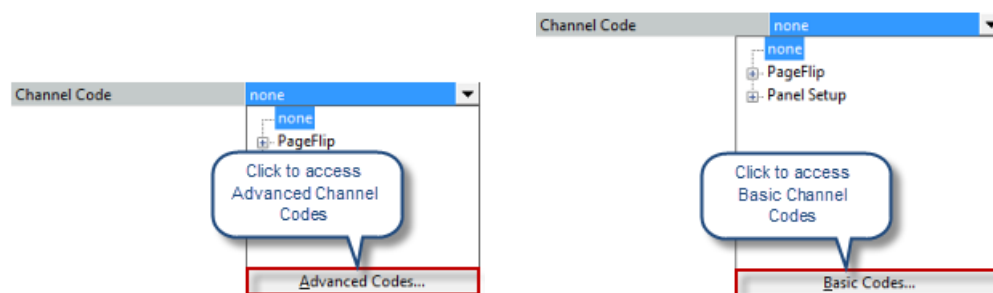 Channel Code none
none
PageFlip
Click to access
Advanced Channel
Codes
Advanced Codes...
Channel Code none
none
PageFlip
Panel Setup
Click to access
Basic Channel
Codes
Basic Codes...